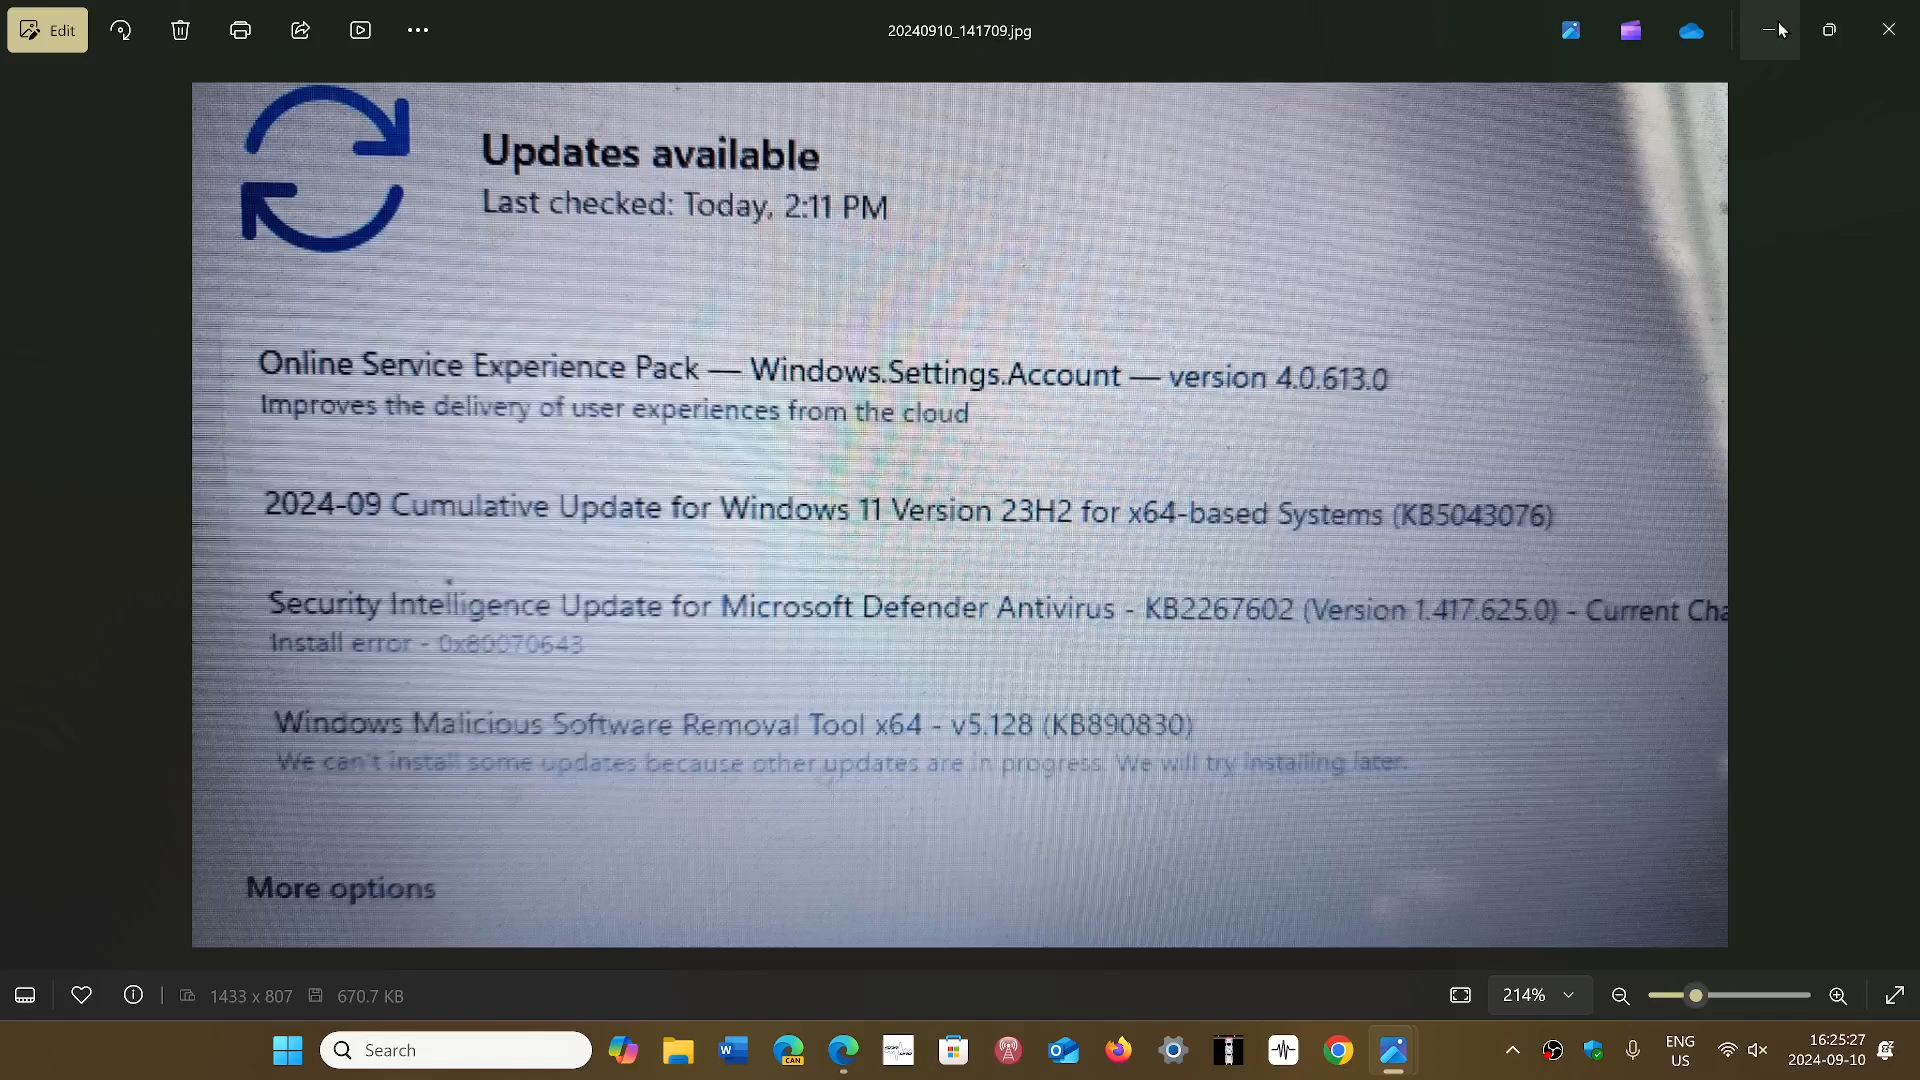 Edit
20240910_141709.jpg
Updates available
Last checked: Today, 2:11 PM
Online Service Experience Pack — Windows.Settings.Account — version 4.0.613.0
Improves the delivery of user experiences from the cloud
2024-09 Cumulative Update for Windows 11 Version 23H2 for x64-based Systems (KB5043076)
Security Intelligence Update for Microsoft Defender Antivirus - KB2267602 (Version 1.417.625.0) - Current Cha
Install error - 0x80070643
Windows Malicious Software Removal Tool x64 - v5.128 (KB890830)
We can't install some updates because other updates are in progress. We will try installing later.
More options
1433 x 807
670.7 KB
214%
Search
W
CAN
ENG
US
16:25:27
2024-09-10